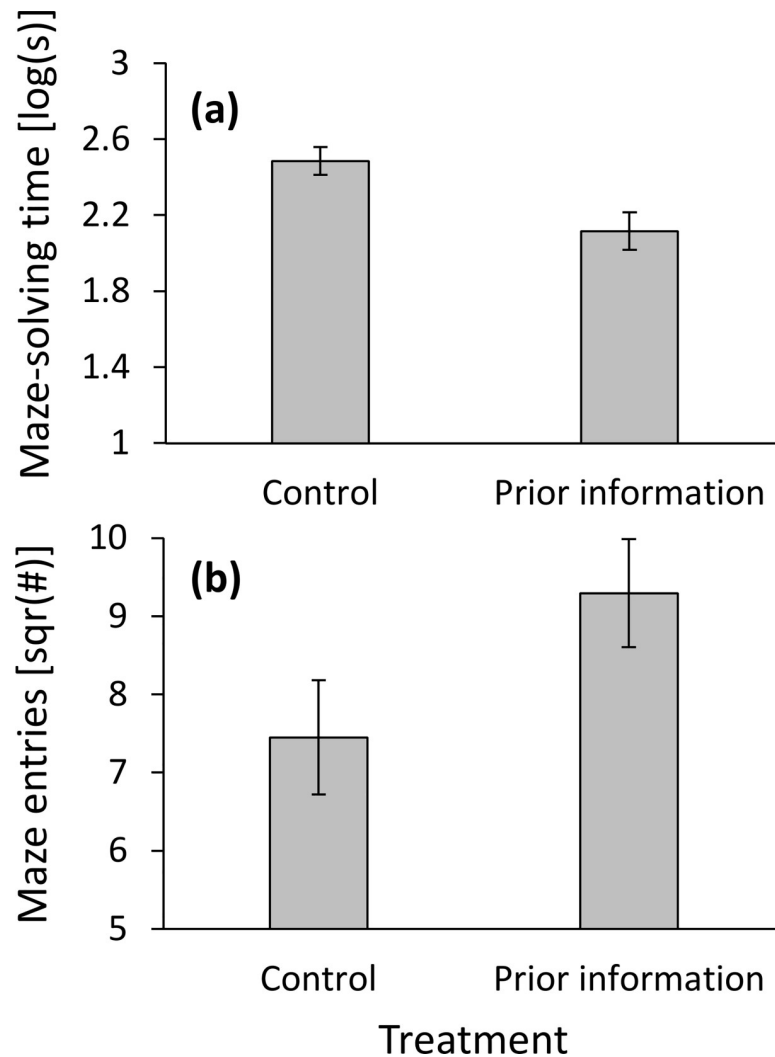 Maze-solving time [log(s)]
(a)
3
2.6
2.2
1.8
1.4
1
Control Prior information
Maze entries [sqr(#)]
(b)
10
9
8
7
6
5
Control Prior information
Treatment